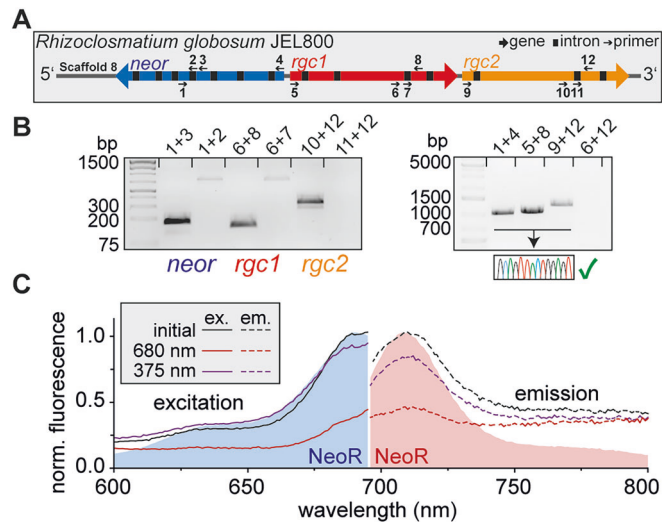 A
Rhizoclosmatium globosum JEL800
gene intron primer
5‘ Scaffold 8 neor 2 3 4 rgc1 8 rgc2 12 3‘
1 5 6 7 9 10 11
B
bp 1+3 1+2 6+8 6+7 10+12 11+12
1500
300
200
75
neor rgc1 rgc2
bp 1+4 5+8 9+12 6+12
5000
1500
1000
700
C
ex. em.
initial
680 nm
375 nm
excitation
emission
NeoR NeoR
norm. fluorescence
1.0
0.5
0.0
600 650 700 750 800
wavelength (nm)